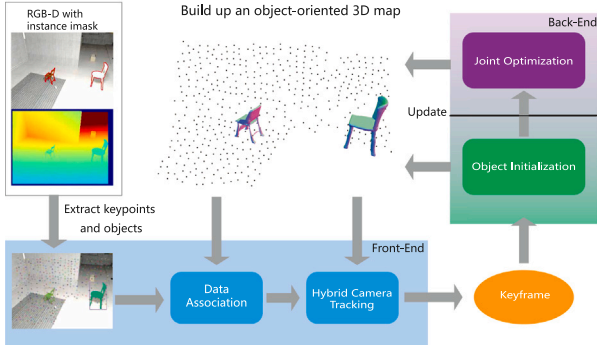 RGB-D with
instance imask
Build up an object-oriented 3D map
Back-End
Joint Optimization
Update
Object Initialization
Extract keypoints
and objects
Front-End
Data
Association
Hybrid Camera
Tracking
Keyframe